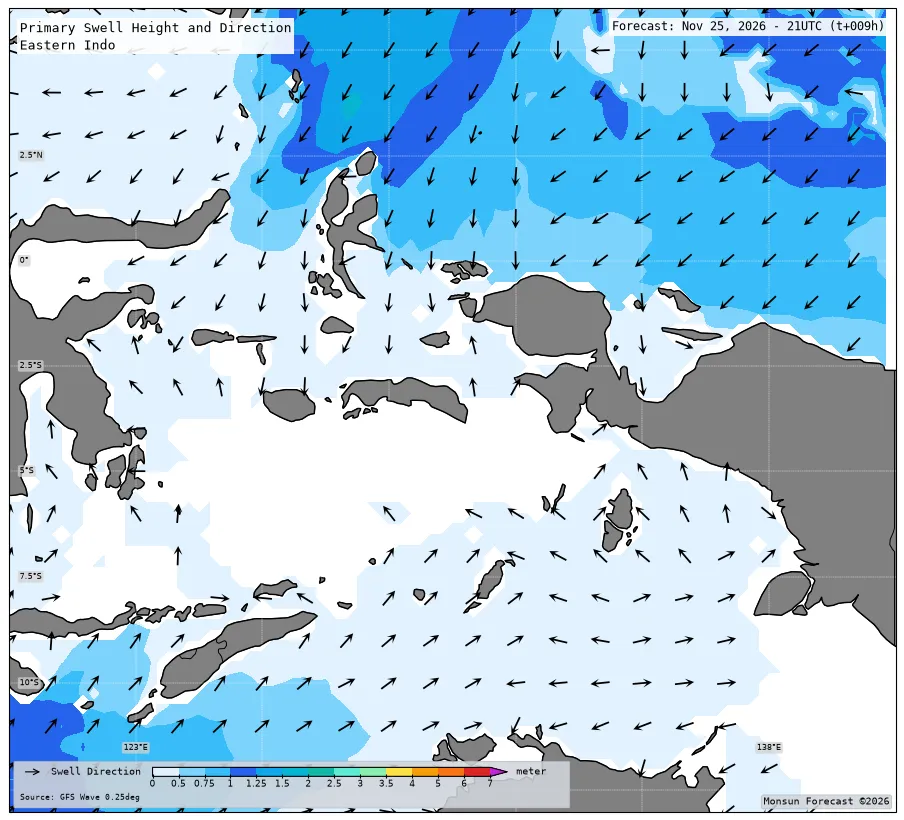 Primary Swell Height and Direction
Eastern Indo
Forecast: Nov 25, 2026 - 21UTC (t+009h)
2.5°N
0°
2.5°S
5°S
7.5°S
10°S
123°E
138°E
Swell Direction
meter
0 0.5 0.75 1 1.25 1.5 2 2.5 3 3.5 4 5 6 7
Source: GFS Wave 0.25deg
Monsun Forecast ©2026